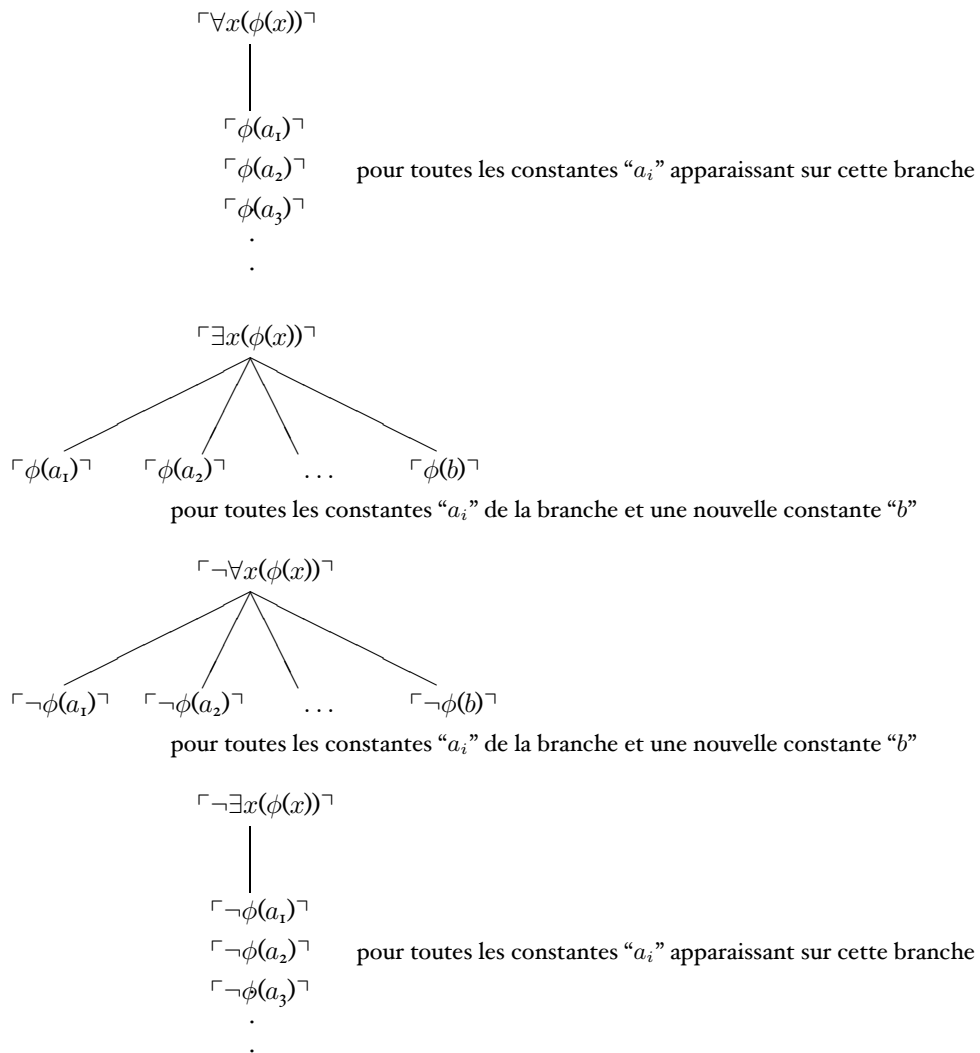 ⌜∀x(ϕ(x))⌝
⌜ϕ(a₁)⌝
⌜ϕ(a₂)⌝ pour toutes les constantes “aᵢ” apparaissant sur cette branche
⌜ϕ(a₃)⌝
.
.
⌜∃x(ϕ(x))⌝
⌜ϕ(a₁)⌝ ⌜ϕ(a₂)⌝ . . . ⌜ϕ(b)⌝
pour toutes les constantes “aᵢ” de la branche et une nouvelle constante “b”
⌜¬∀x(ϕ(x))⌝
⌜¬ϕ(a₁)⌝ ⌜¬ϕ(a₂)⌝ . . . ⌜¬ϕ(b)⌝
pour toutes les constantes “aᵢ” de la branche et une nouvelle constante “b”
⌜¬∃x(ϕ(x))⌝
⌜¬ϕ(a₁)⌝
⌜¬ϕ(a₂)⌝ pour toutes les constantes “aᵢ” apparaissant sur cette branche
⌜¬ϕ(a₃)⌝
.
.